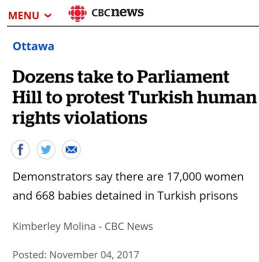 MENU CBCnews
Ottawa
Dozens take to Parliament
Hill to protest Turkish human
rights violations
Demonstrators say there are 17,000 women
and 668 babies detained in Turkish prisons
Kimberley Molina - CBC News
Posted: November 04, 2017